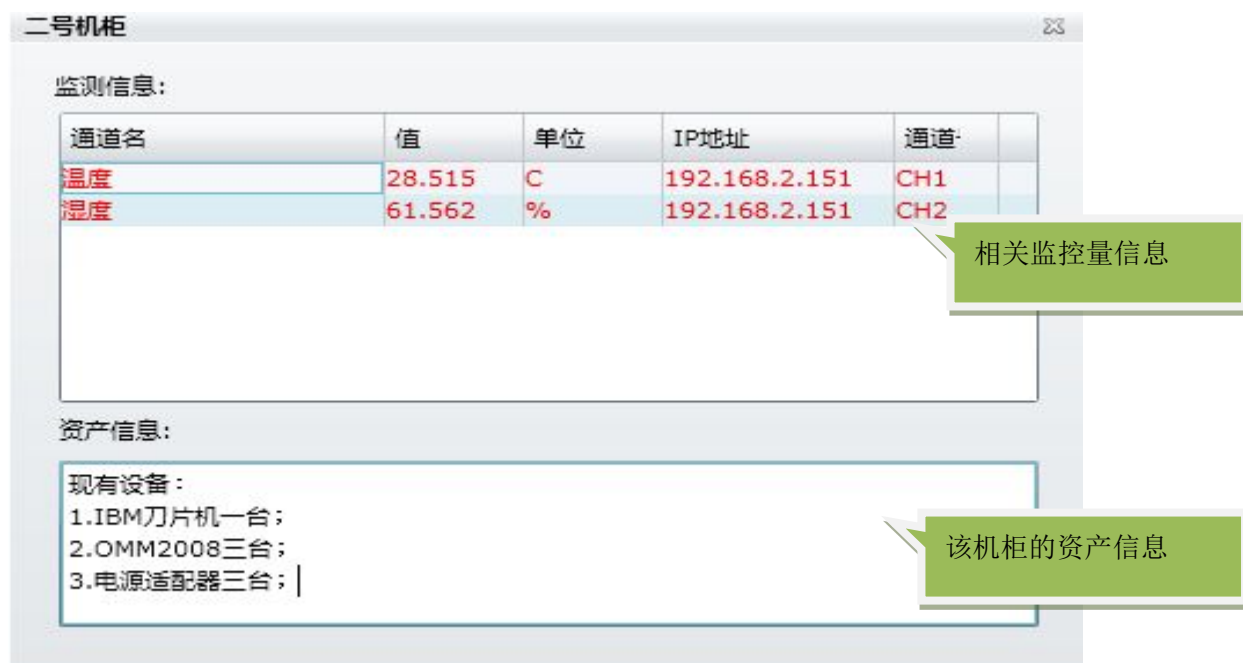 二号机柜
监测信息:
通道名 值 单位 IP地址 通道
温度 28.515 C 192.168.2.151 CH1
湿度 61.562 % 192.168.2.151 CH2
相关监控量信息
资产信息:
现有设备：
1.IBM刀片机一台；
2.OMM2008三台；
3.电源适配器三台；
该机柜的资产信息